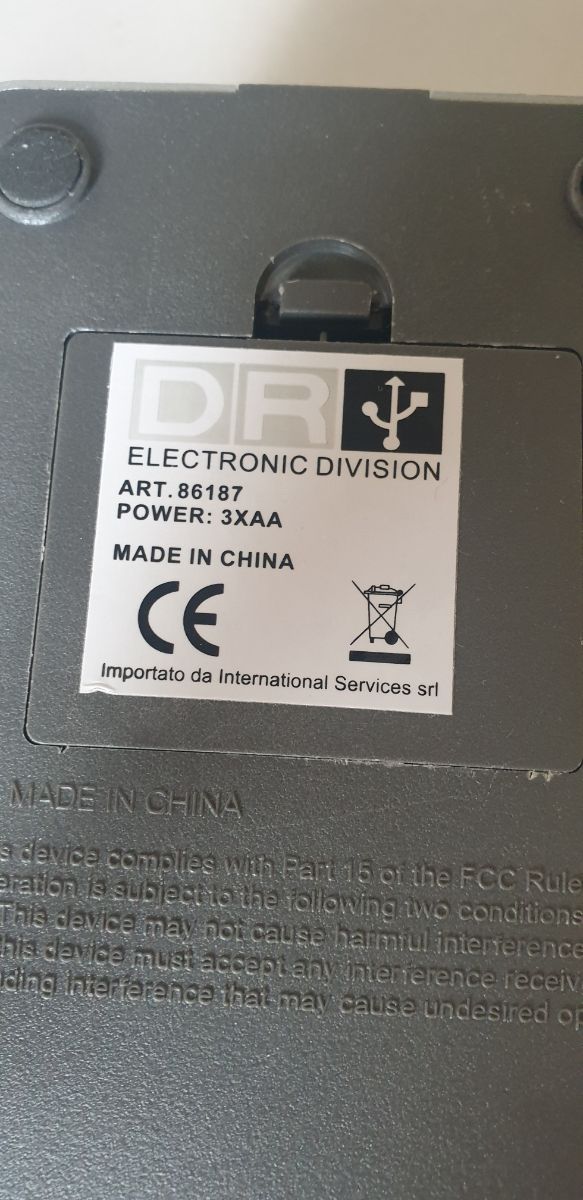 DR
ELECTRONIC DIVISION
ART. 86187
POWER: 3XAA
MADE IN CHINA
CE
Importato da International Services srl
MADE IN CHINA
s device complies with Part 15 of the FCC Rule
eration is subject to the following two conditions
This device may not cause harmful interference
his device must accept any interference receiv
ding interference that may cause undesired op